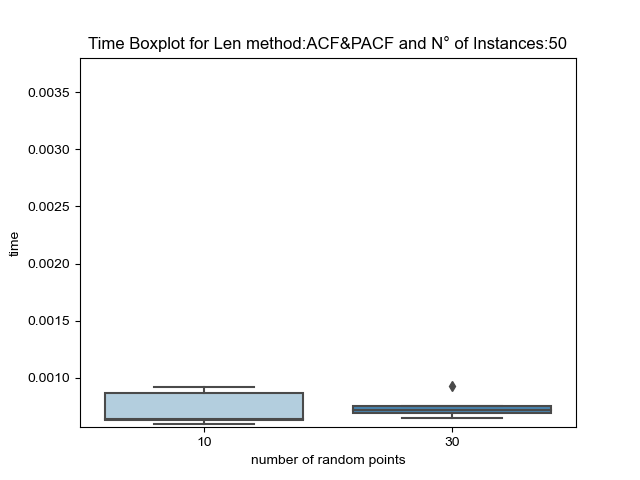 Time Boxplot for Len method:ACF&PACF and N° of Instances:50
0.0035
0.0030
0.0025
0.0020
0.0015
0.0010
time
10
30
number of random points